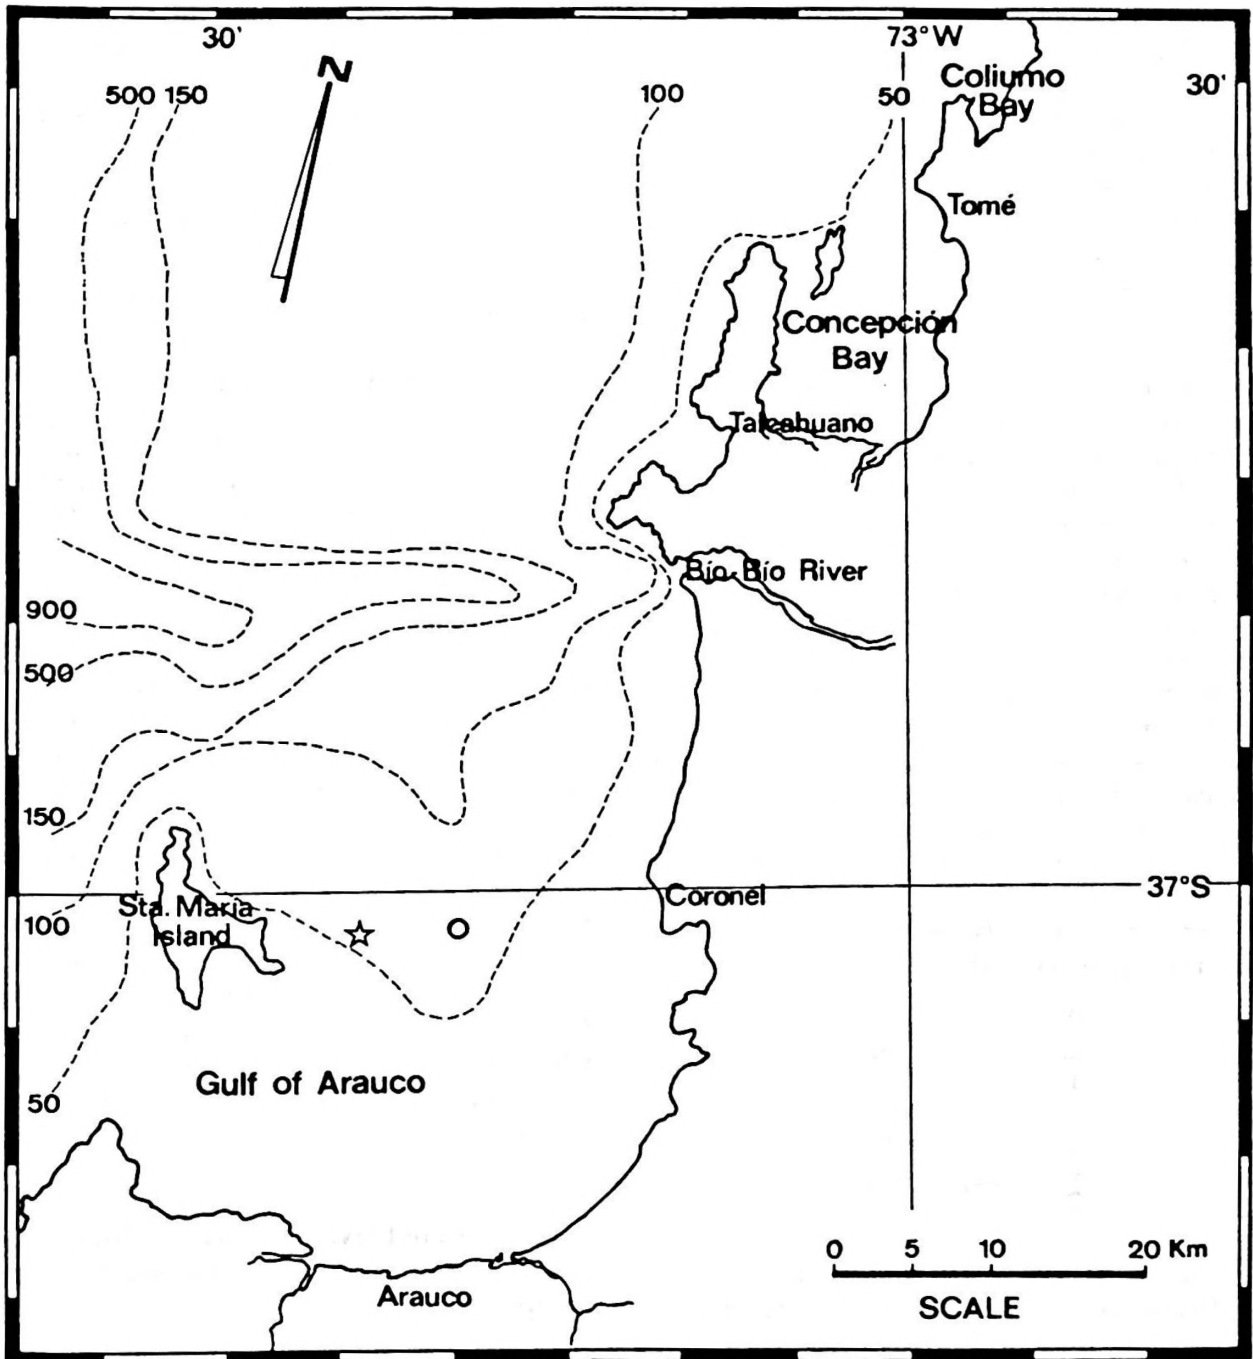 30'
73°W
N
Coliumo
Bay
30'
500
150
100
50
Tomé
Concepción
Bay
Talcahuano
Bío-Bío River
900
500
150
Coronel
37°S
Sta. María
Island
100
Gulf of Arauco
50
0 5 10 20 Km
Arauco
SCALE